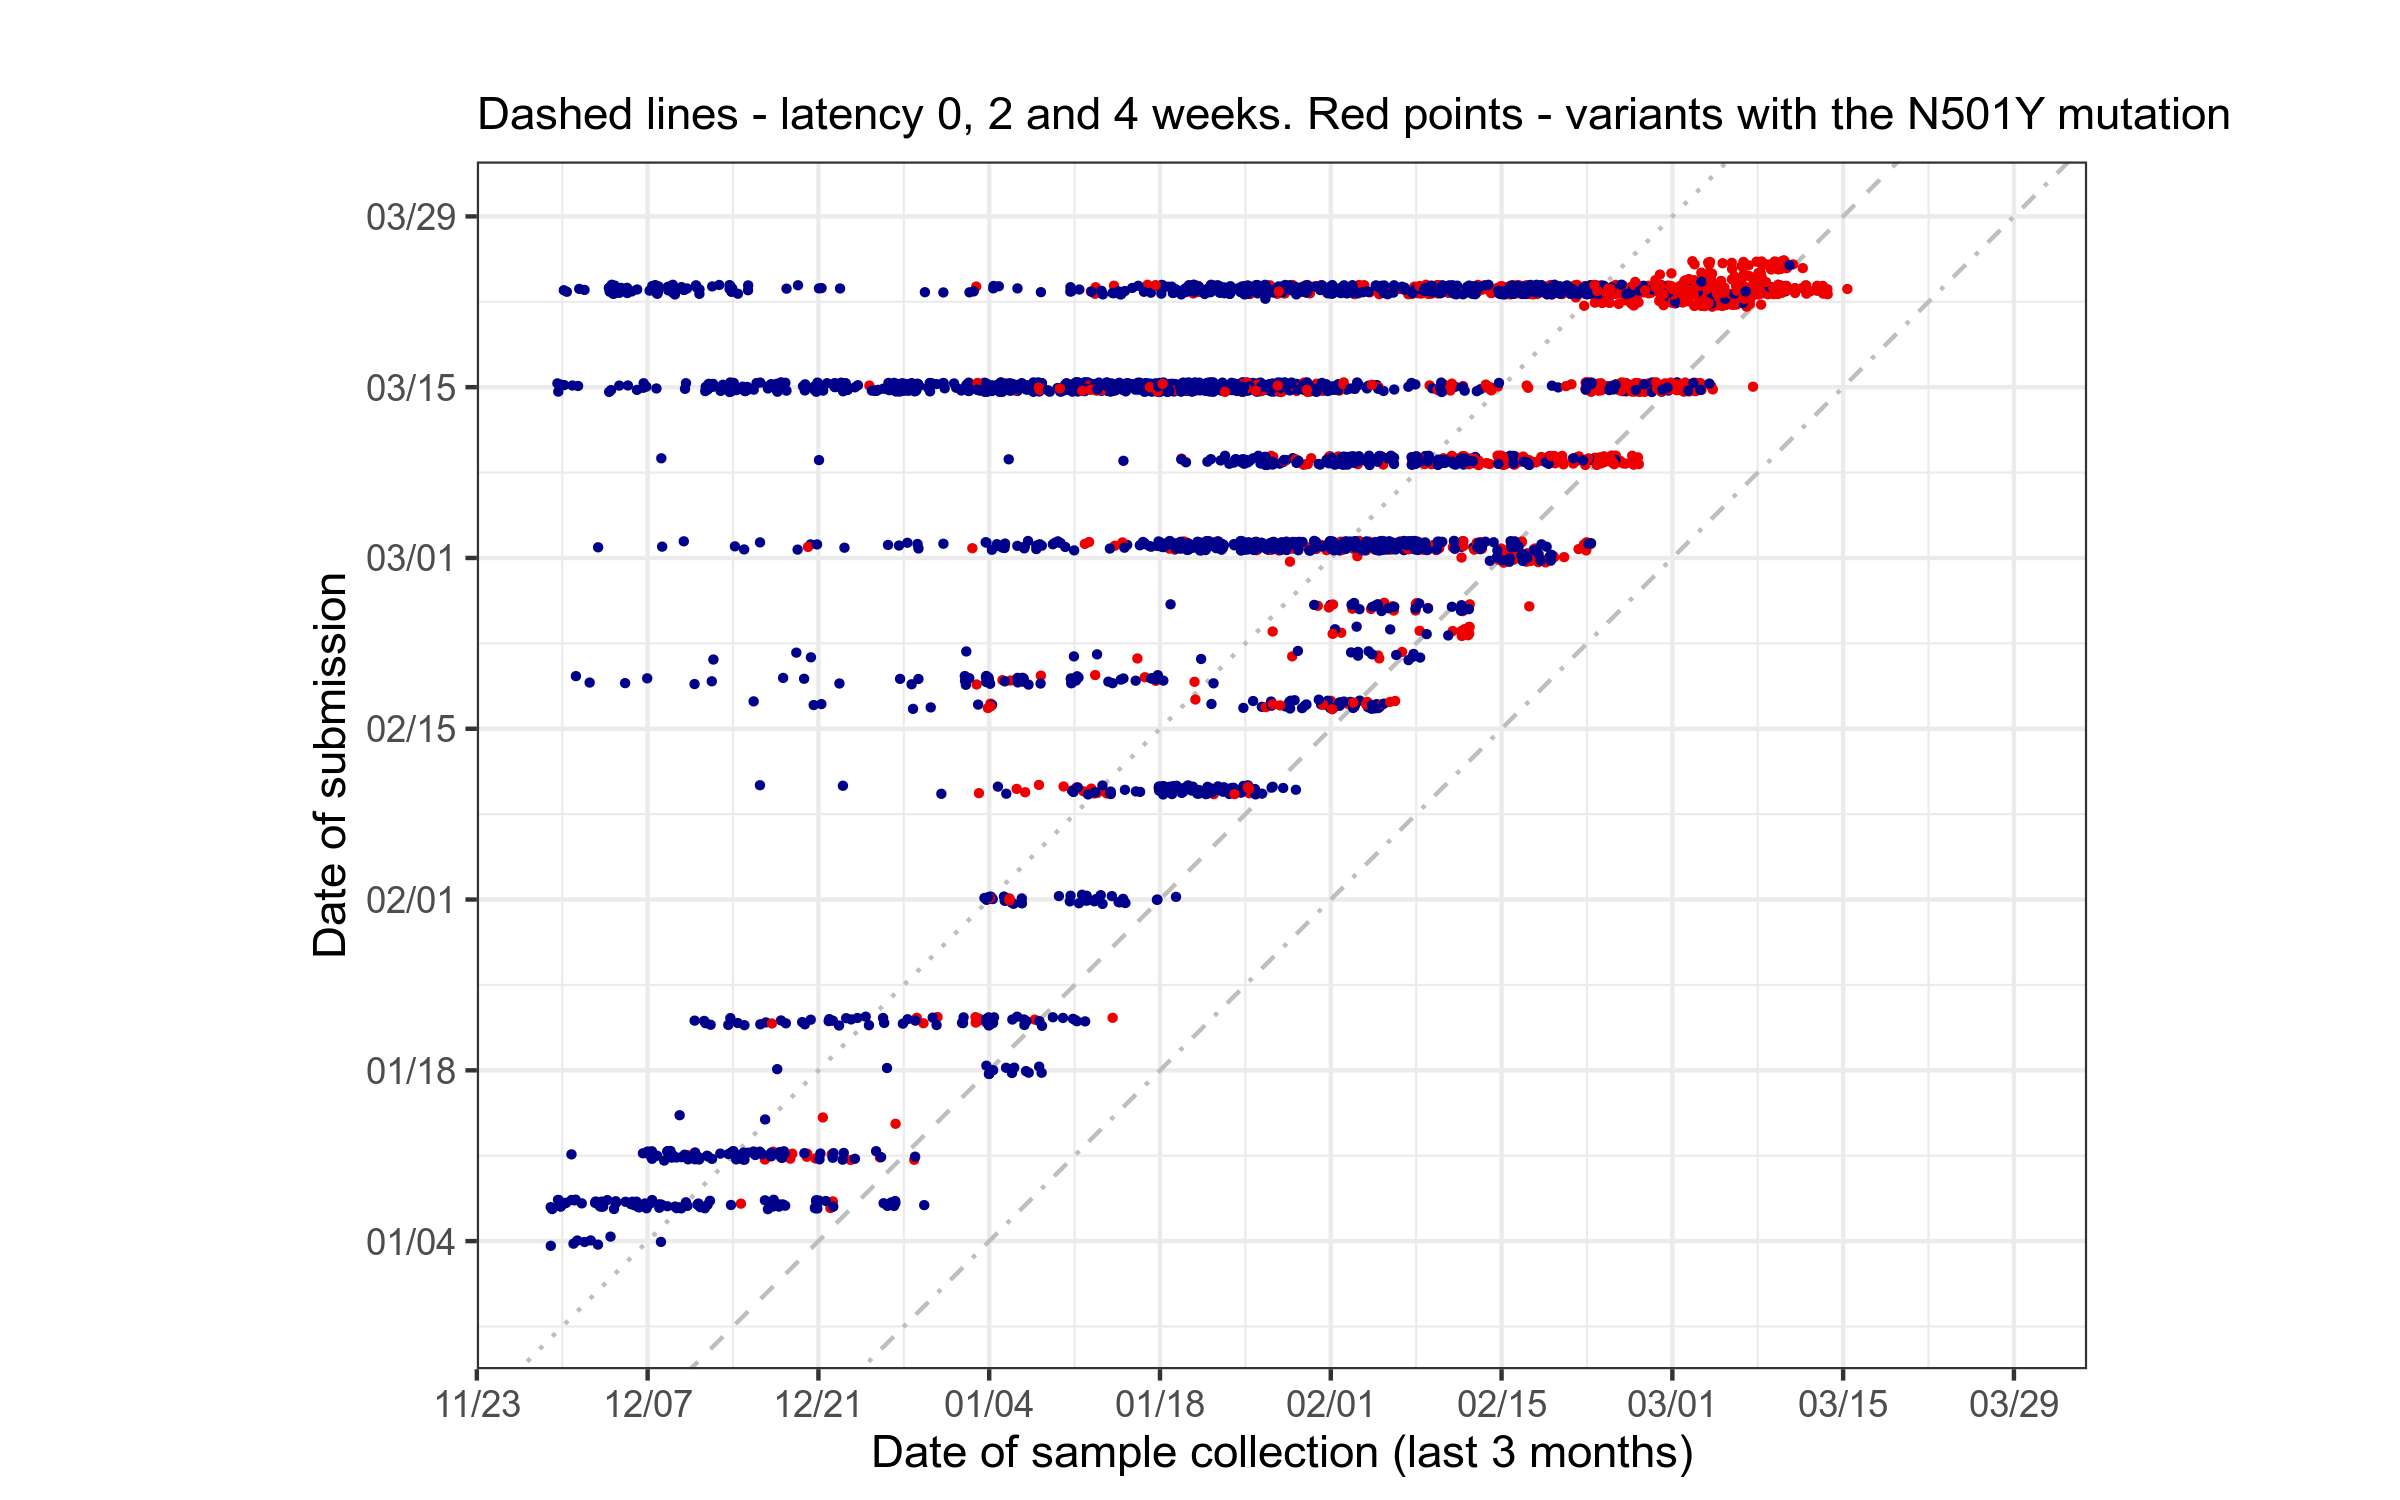 Dashed lines - latency 0, 2 and 4 weeks. Red points - variants with the N501Y mutation
Date of submission
03/29
03/15
03/01
02/15
02/01
01/18
01/04
11/23 12/07 12/21 01/04 01/18 02/01 02/15 03/01 03/15 03/29
Date of sample collection (last 3 months)